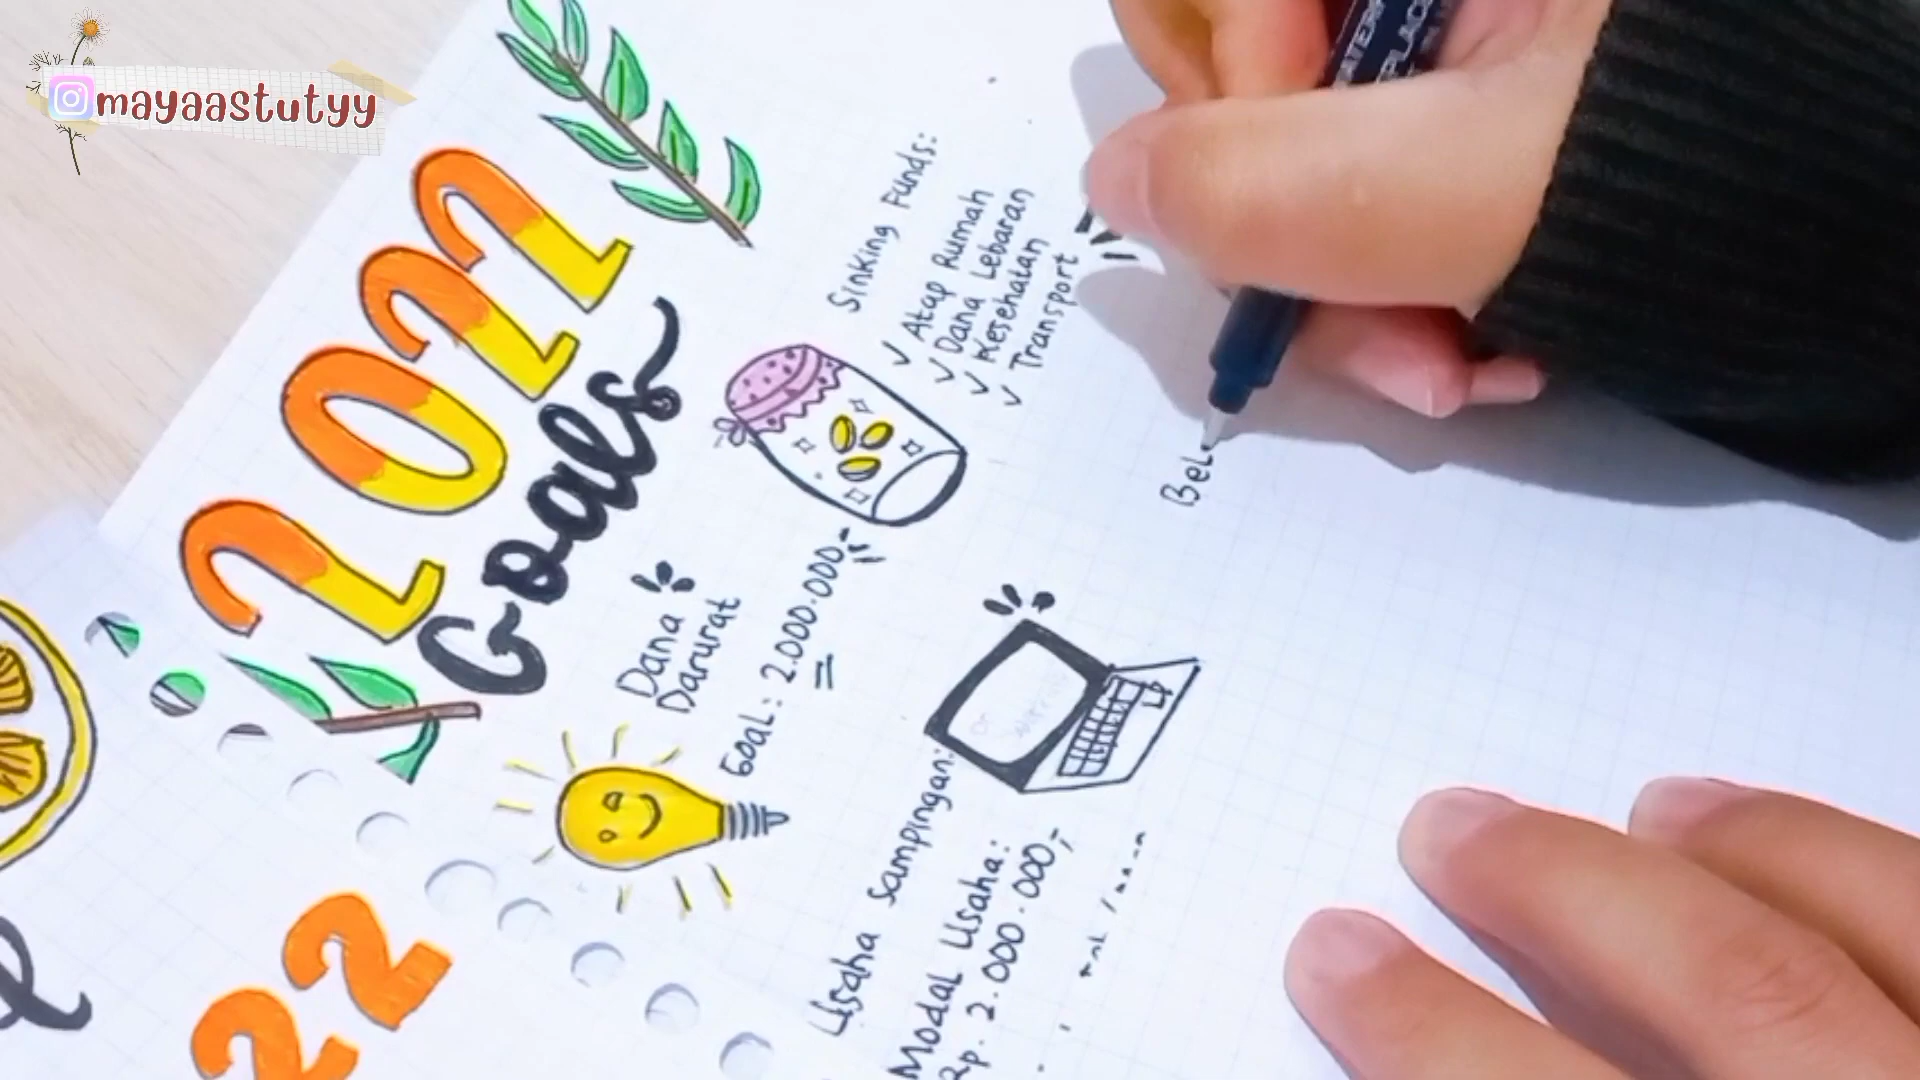 mayaastutyy
2022
Goals
Dana
Darurat
Goal: 2.000.000,-
Sinking Funds:
✓ Atap Rumah
✓ Dana Lebaran
✓ Kesehatan
✓ Transport
Usaha Sampingan:
Modal Usaha:
Rp. 2.000.000,-
Bel
22